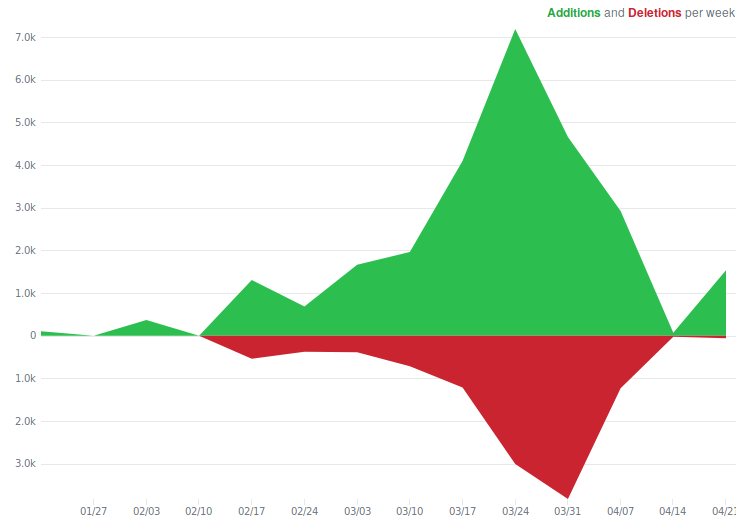 Additions and Deletions per week
7.0k
6.0k
5.0k
4.0k
3.0k
2.0k
1.0k
0
1.0k
2.0k
3.0k
01/27 02/03 02/10 02/17 02/24 03/03 03/10 03/17 03/24 03/31 04/07 04/14 04/21